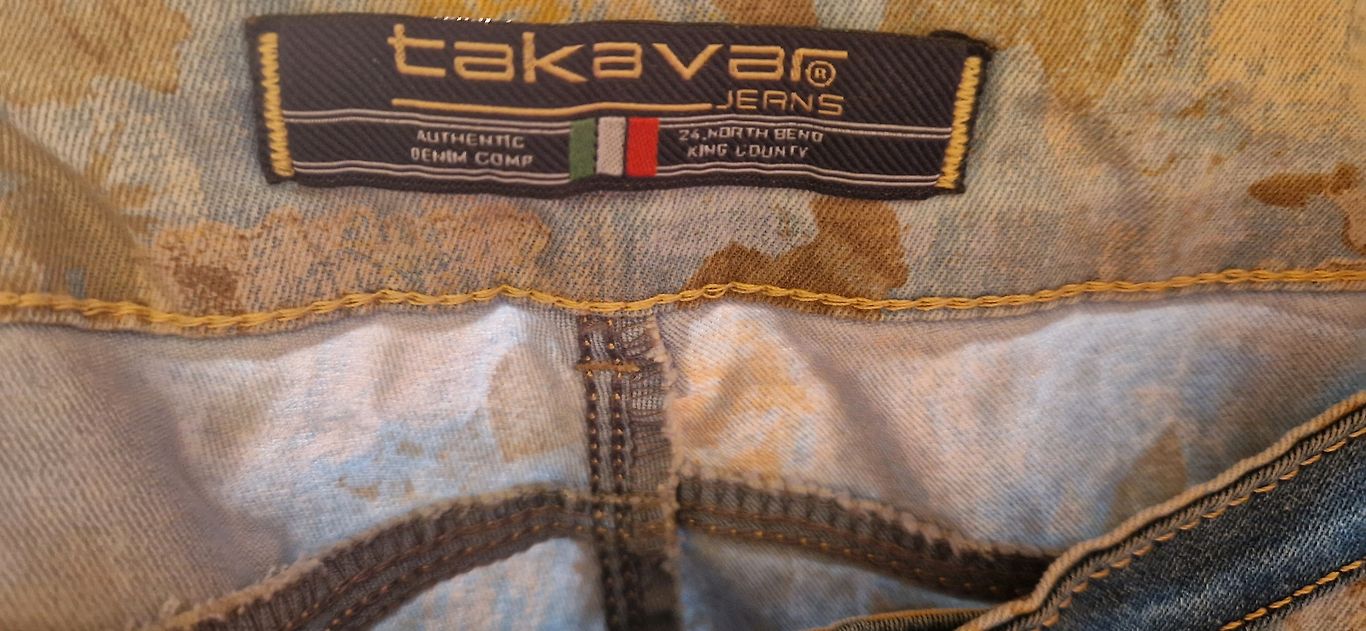 takavar®
JEANS
AUTHENTIC
DENIM COMP
24.NORTH BEND
KING COUNTY